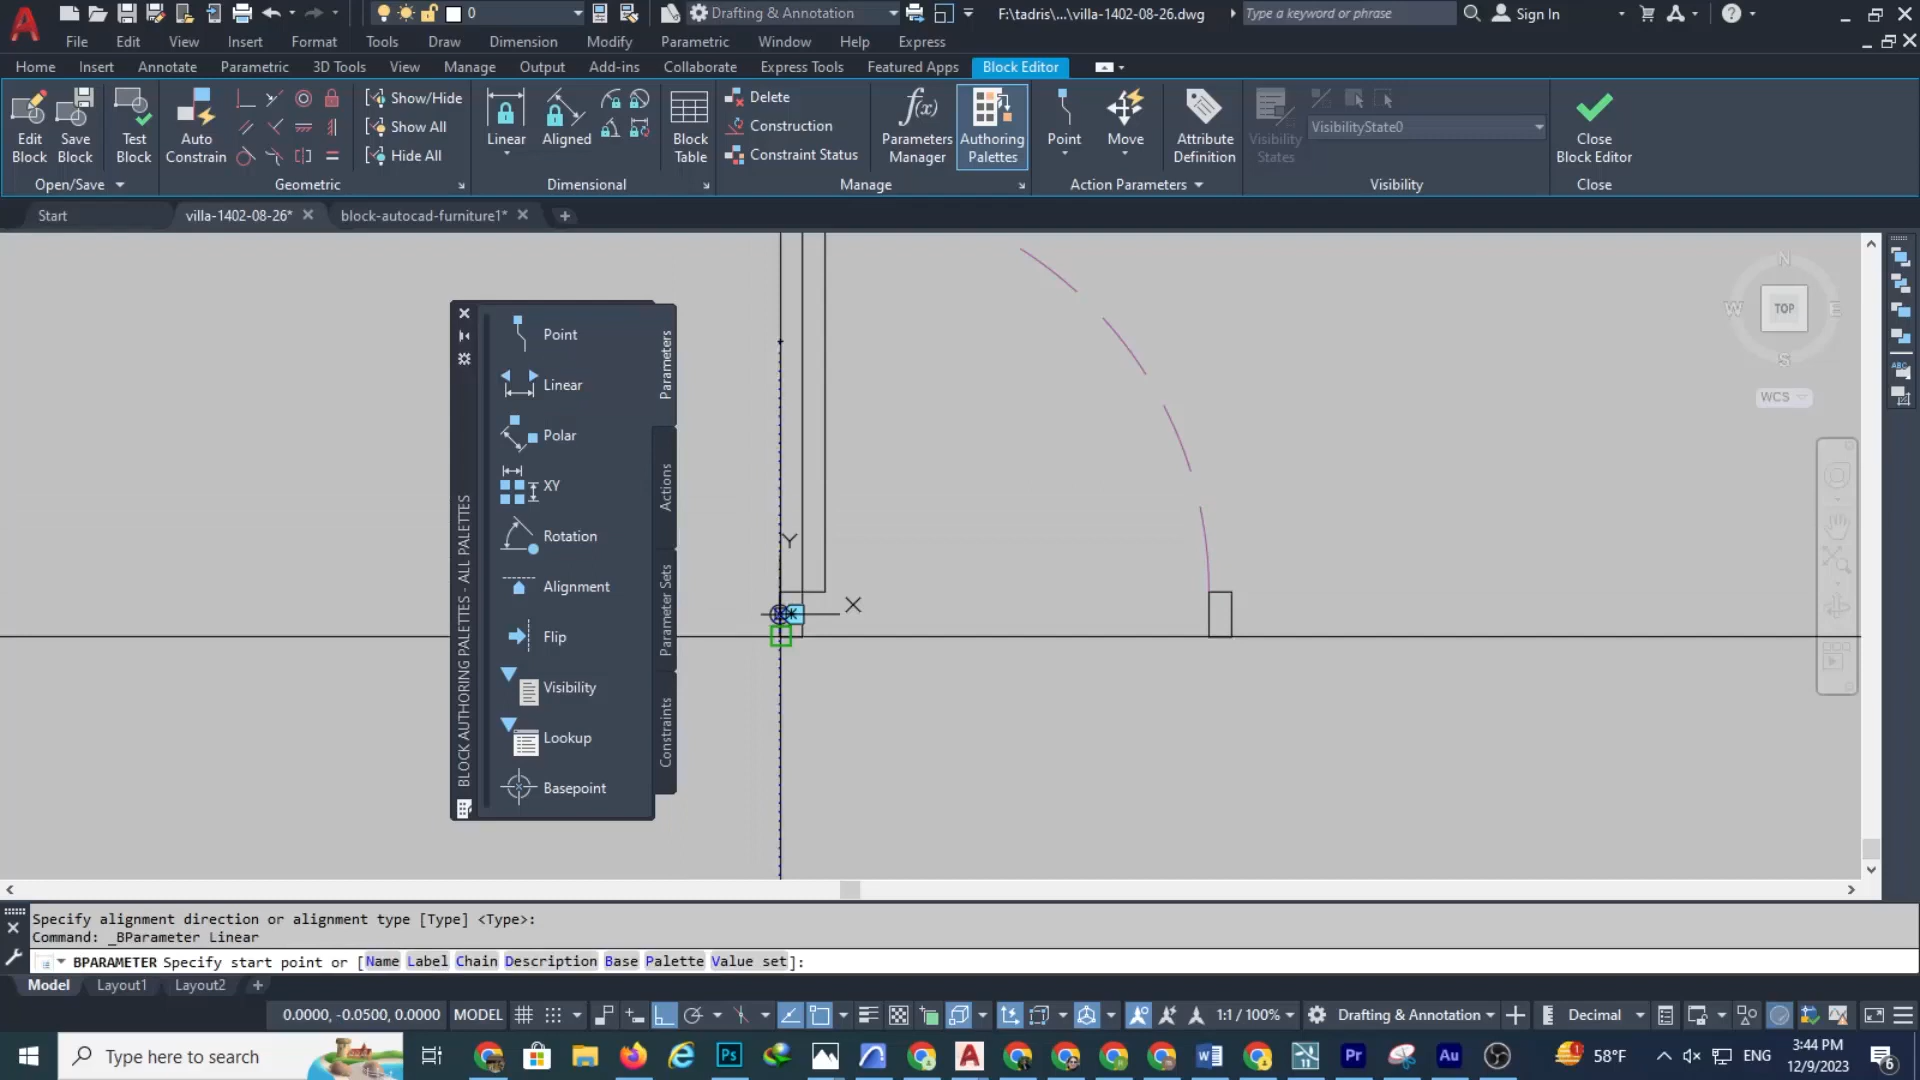 0
Drafting & Annotation
F:\tadris\...\villa-1402-08-26.dwg
Type a keyword or phrase
Sign In
File Edit View Insert Format Tools Draw Dimension Modify Parametric Window Help Express
Home Insert Annotate Parametric 3D Tools View Manage Output Add-ins Collaborate Express Tools Featured Apps Block Editor
Edit Block
Save Block
Test Block
Auto Constrain
Show/Hide
Show All
Hide All
Linear
Aligned
Block Table
Delete
Construction
Constraint Status
f(x)
Parameters Manager
Authoring Palettes
Point
Move
Attribute Definition
Visibility States
VisibilityState0
Close Block Editor
Open/Save
Geometric
Dimensional
Manage
Action Parameters
Visibility
Close
Start
villa-1402-08-26*
block-autocad-furniture1*
Point
Linear
Polar
XY
Rotation
Alignment
Flip
Visibility
Lookup
Basepoint
Parameters
Actions
Parameter Sets
Constraints
BLOCK AUTHORING PALETTES - ALL PALETTES
Y
X
N
W
TOP
E
S
WCS
ABC
Specify alignment direction or alignment type [Type] <Type>:
Command: _BParameter Linear
BPARAMETER Specify start point or [Name Label Chain Description Base Palette Value set]:
Model Layout1 Layout2
0.0000, -0.0500, 0.0000 MODEL
1:1 / 100%
Drafting & Annotation
Decimal
Type here to search
Ps
A
W
Pr
Au
58°F
ENG
3:44 PM
12/9/2023
6